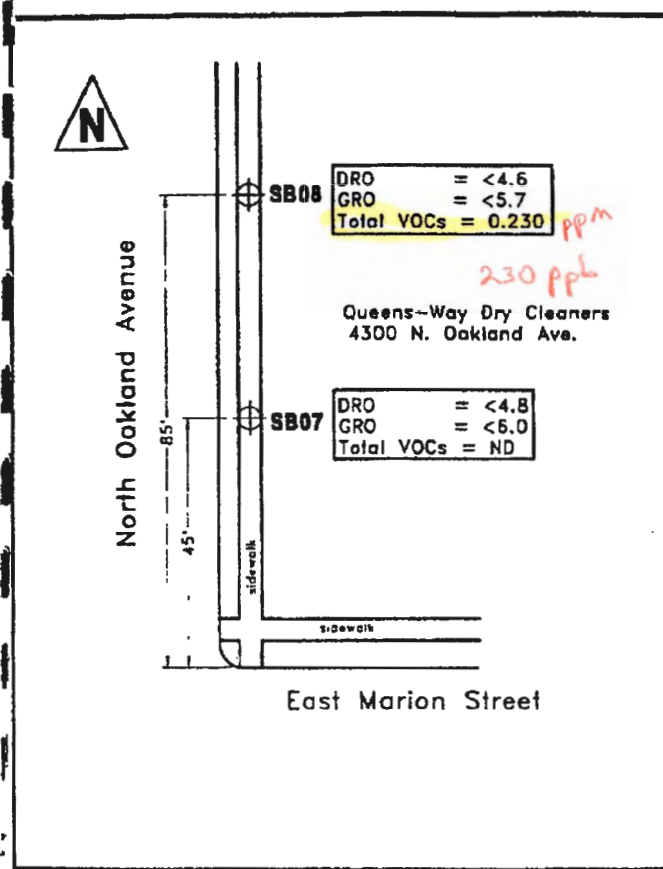 N
SB08
DRO = <4.6
GRO = <5.7
Total VOCs = 0.230 ppm
230 ppb
Queens-Way Dry Cleaners
4300 N. Oakland Ave.
North Oakland Avenue
85'
SB07
DRO = <4.8
GRO = <6.0
Total VOCs = ND
45'
sidewalk
sidewalk
East Marion Street